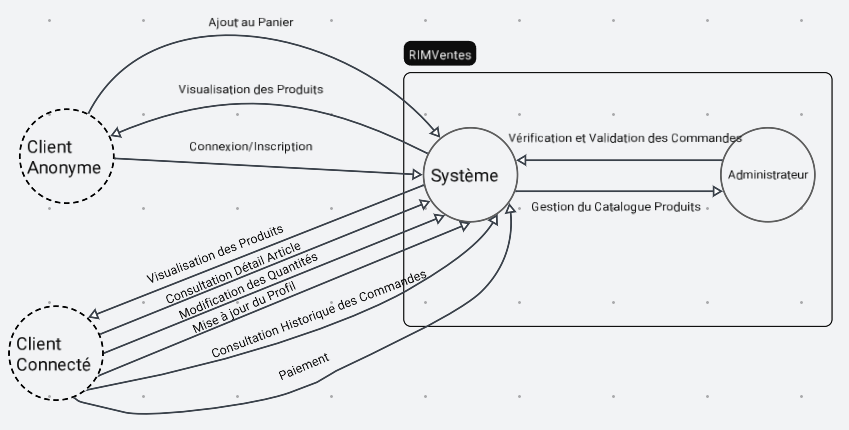 Ajout au Panier
RIMVentes
Visualisation des Produits
Vérification et Validation des Commandes
Client
Anonyme
Connexion/Inscription
Système
Administrateur
Gestion du Catalogue Produits
Visualisation des Produits
Consultation Détail Article
Modification des Quantités
Mise à jour du Profil
Consultation Historique des Commandes
Client
Connecté
Paiement